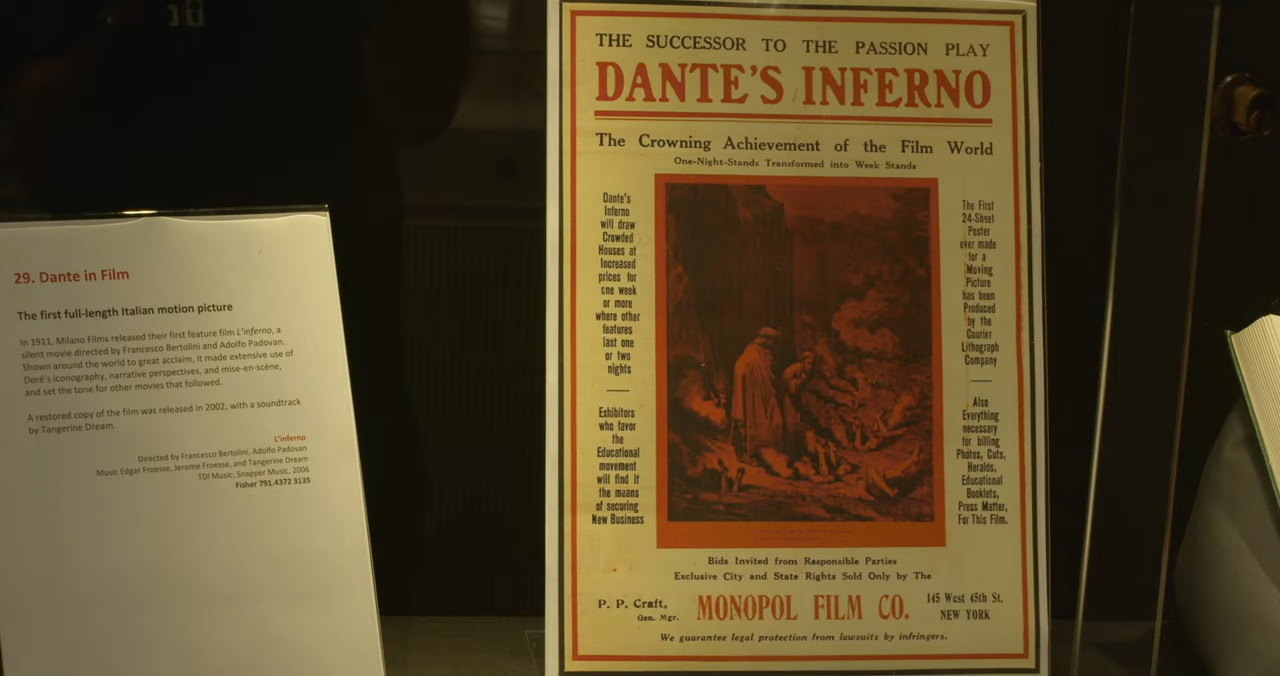 29. Dante in Film
The first full-length Italian motion picture
In 1911, Milano Films released their first feature film L'inferno, a
silent movie directed by Francesco Bertolini and Adolfo Padovan.
Shown around the world to great acclaim, it made extensive use of
Doré's iconography, narrative perspectives, and mise-en-scène,
and set the tone for other movies that followed.
A restored copy of the film was released in 2002, with a soundtrack
by Tangerine Dream.
L'inferno
Directed by Francesco Bertolini, Adolfo Padovan
Music Edgar Froesse, Jerome Froesse, and Tangerine Dream
TDI Music; Snapper Music, 2006
Fisher 791.4372 3135
THE SUCCESSOR TO THE PASSION PLAY
DANTE'S INFERNO
The Crowning Achievement of the Film World
One-Night-Stands Transformed into Week Stands
Dante's
Inferno
will draw
Crowded
Houses at
Increased
prices for
one week
or more
where other
features
last one
or two
nights
Exhibitors
who favor
the
Educational
movement
will find it
the means
of securing
New Business
The First
24-Sheet
Poster
ever made
for a
Moving
Picture
has been
Produced
by the
Courier
Lithograph
Company
Also
Everything
necessary
for billing
Photos, Cuts,
Heralds,
Educational
Booklets,
Press Matter,
For This Film.
Bids Invited from Responsible Parties
Exclusive City and State Rights Sold Only by The
P. P. Craft,
Gen. Mgr.
MONOPOL FILM CO.
145 West 45th St.
NEW YORK
We guarantee legal protection from lawsuits by infringers.